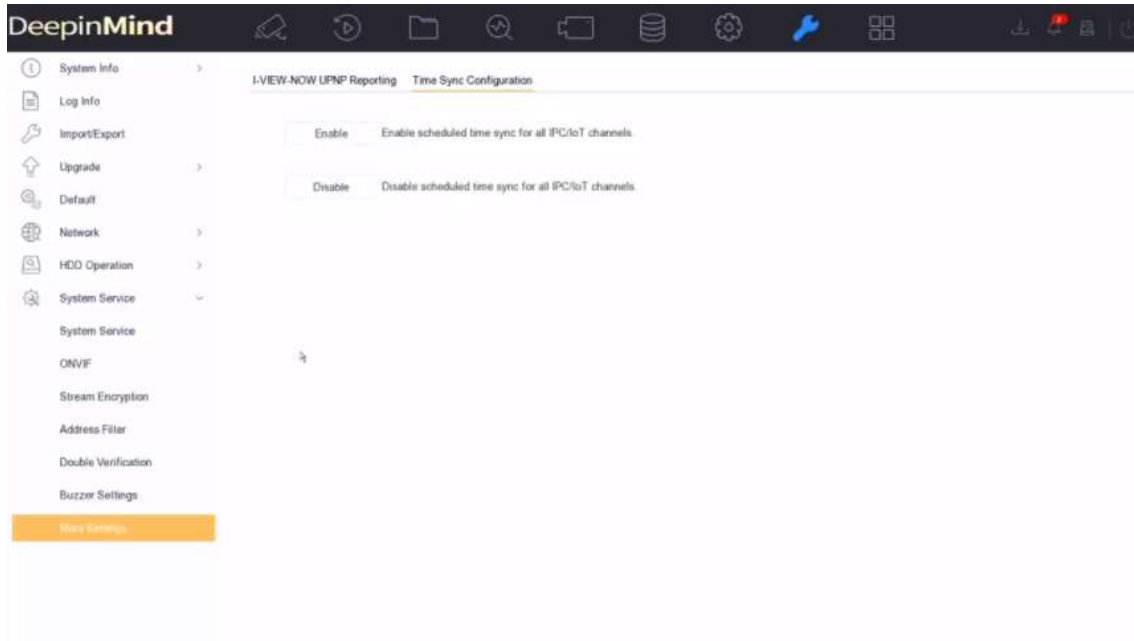 DeepinMind
System Info
I-VIEW-NOW UPNP Reporting Time Sync Configuration
Log Info
Import/Export
Enable Enable scheduled time sync for all IPC/IoT channels.
Upgrade
Disable Disable scheduled time sync for all IPC/IoT channels.
Default
Network
HDD Operation
System Service
System Service
ONVIF
Stream Encryption
Address Filter
Double Verification
Buzzer Settings
More Settings